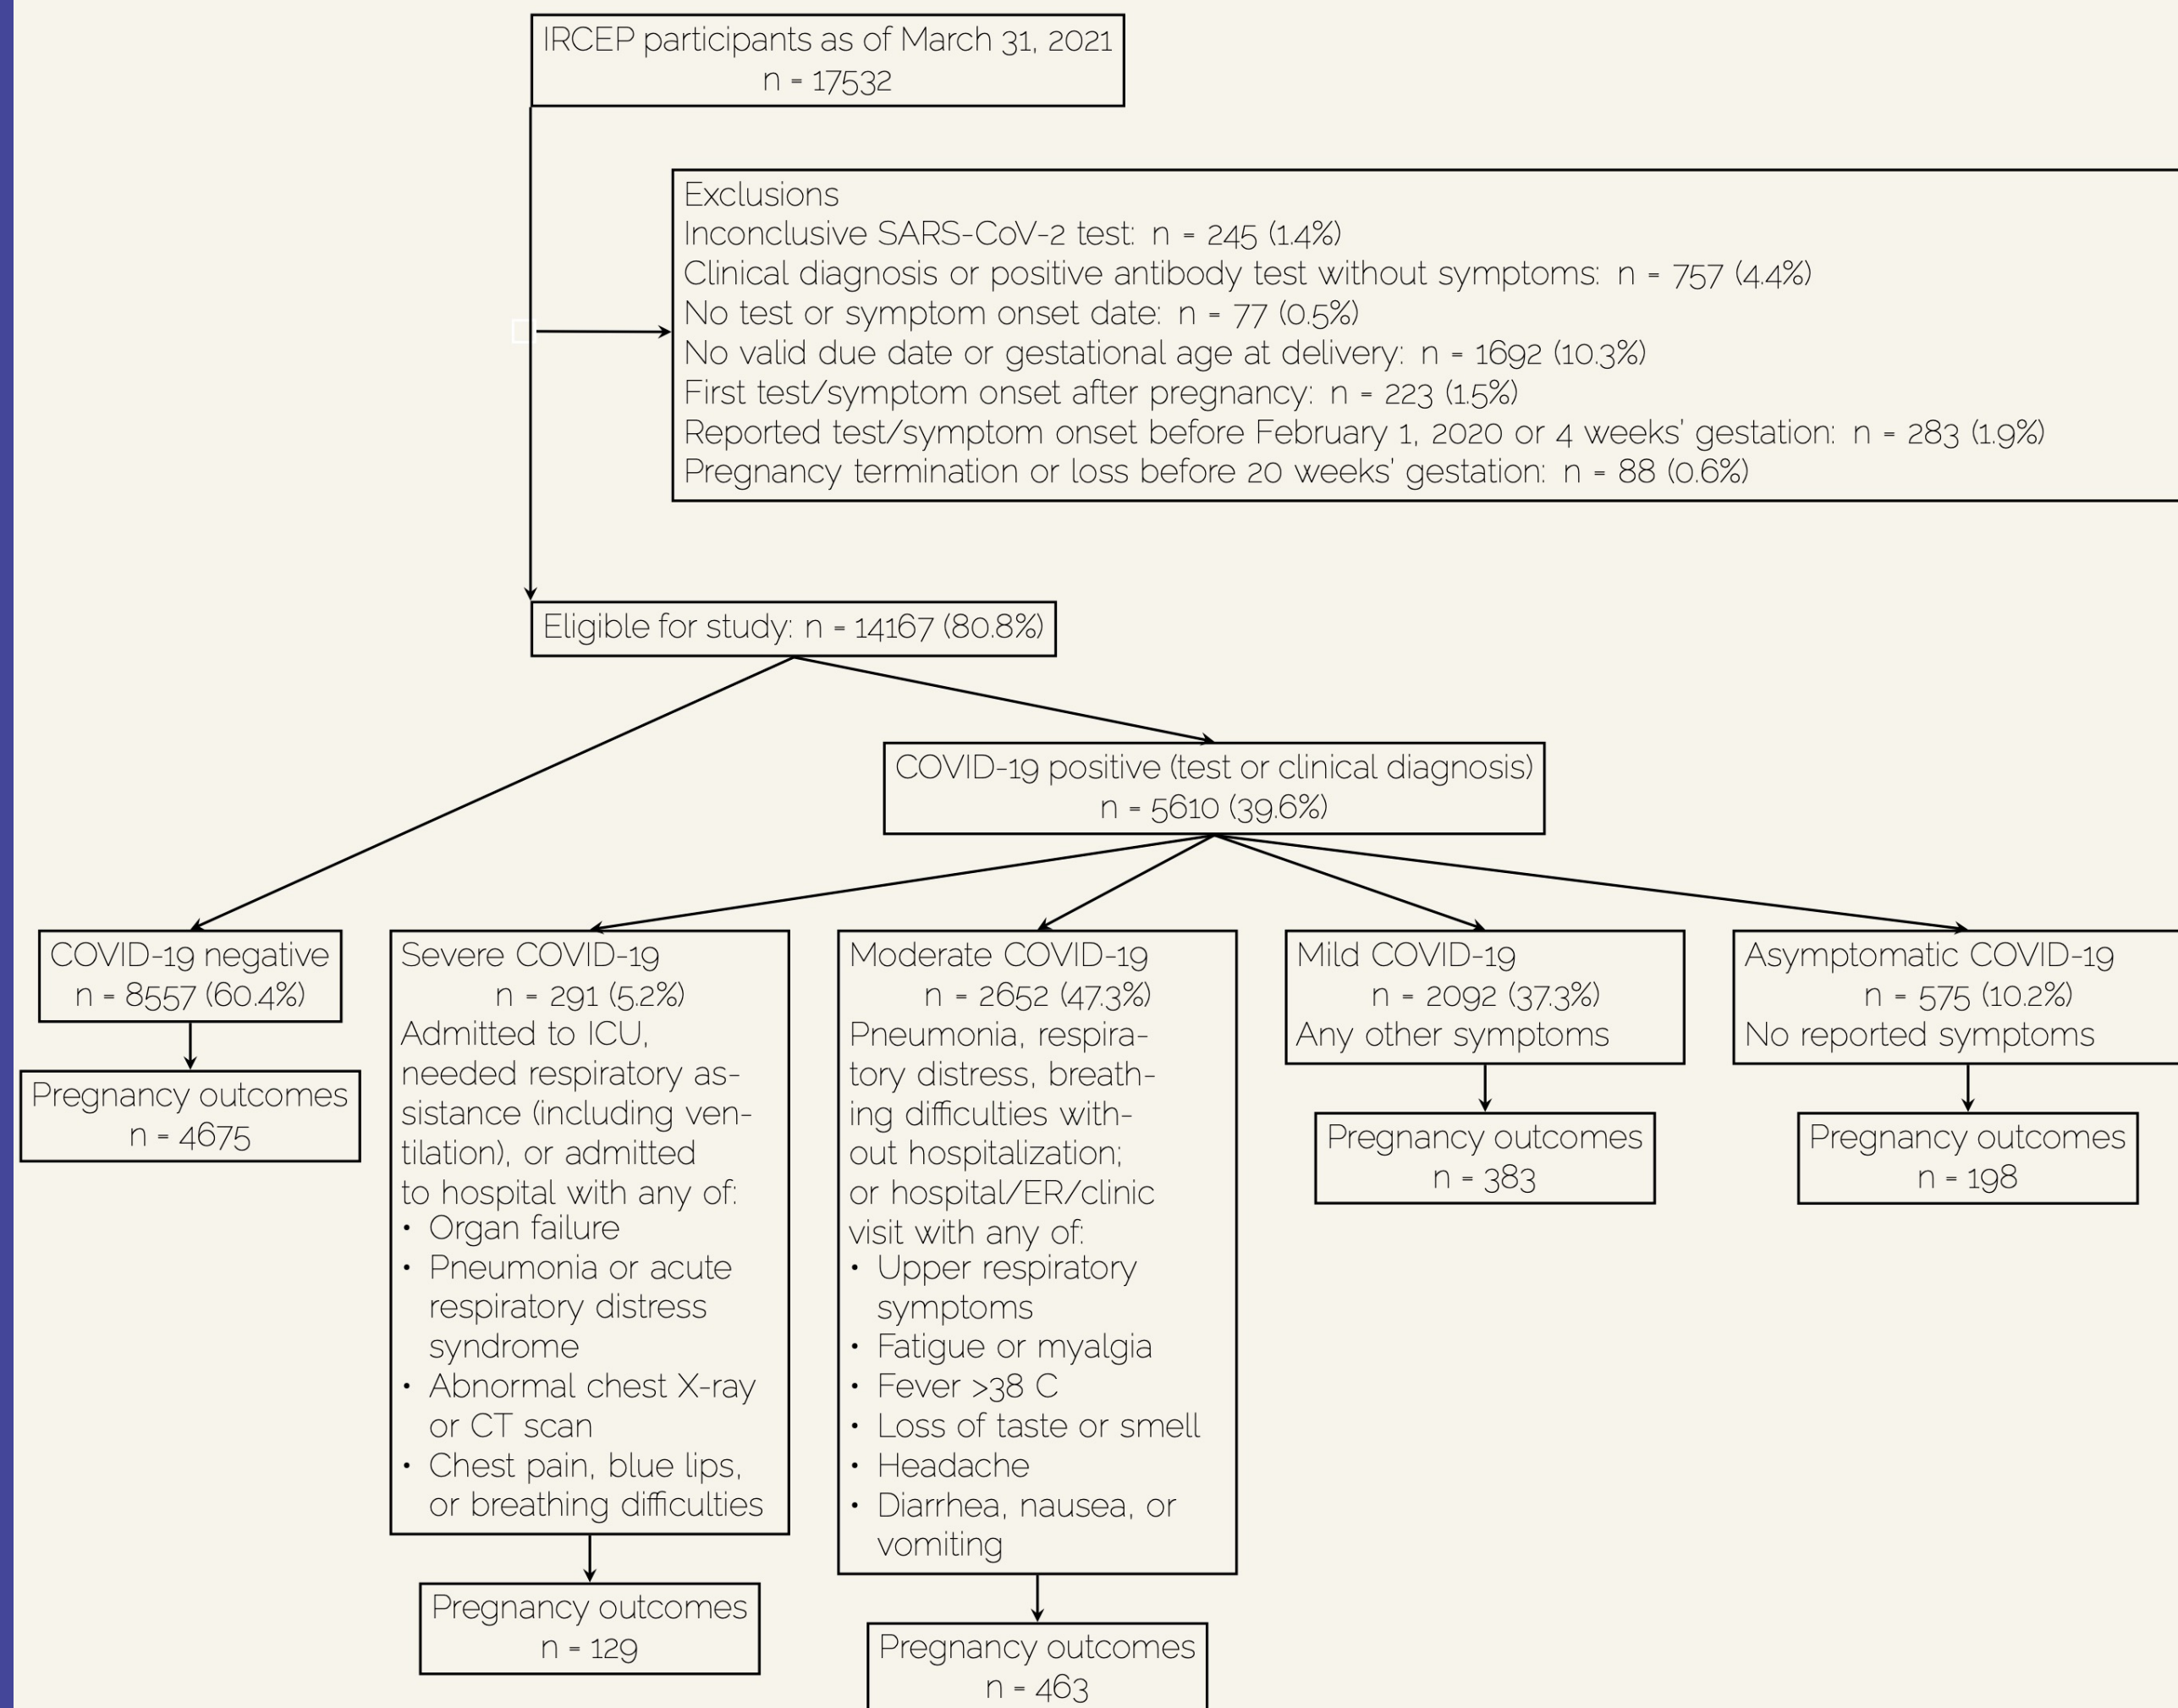 IRCEP participants as of March 31, 2021
n = 17532
Exclusions
Inconclusive SARS-CoV-2 test: n = 245 (1.4%)
Clinical diagnosis or positive antibody test without symptoms: n = 757 (4.4%)
No test or symptom onset date: n = 77 (0.5%)
No valid due date or gestational age at delivery: n = 1692 (10.3%)
First test/symptom onset after pregnancy: n = 223 (1.5%)
Reported test/symptom onset before February 1, 2020 or 4 weeks' gestation: n = 283 (1.9%)
Pregnancy termination or loss before 20 weeks' gestation: n = 88 (0.6%)
Eligible for study: n = 14167 (80.8%)
COVID-19 positive (test or clinical diagnosis)
n = 5610 (39.6%)
COVID-19 negative
n = 8557 (60.4%)
Pregnancy outcomes
n = 4675
Severe COVID-19
n = 291 (5.2%)
Admitted to ICU,
needed respiratory as-
sistance (including ven-
tilation), or admitted
to hospital with any of:
• Organ failure
• Pneumonia or acute
respiratory distress
syndrome
• Abnormal chest X-ray
or CT scan
• Chest pain, blue lips,
or breathing difficulties
Pregnancy outcomes
n = 129
Moderate COVID-19
n = 2652 (47.3%)
Pneumonia, respira-
tory distress, breath-
ing difficulties with-
out hospitalization;
or hospital/ER/clinic
visit with any of:
• Upper respiratory
symptoms
• Fatigue or myalgia
• Fever >38 C
• Loss of taste or smell
• Headache
• Diarrhea, nausea, or
vomiting
Pregnancy outcomes
n = 463
Mild COVID-19
n = 2092 (37.3%)
Any other symptoms
Pregnancy outcomes
n = 383
Asymptomatic COVID-19
n = 575 (10.2%)
No reported symptoms
Pregnancy outcomes
n = 198